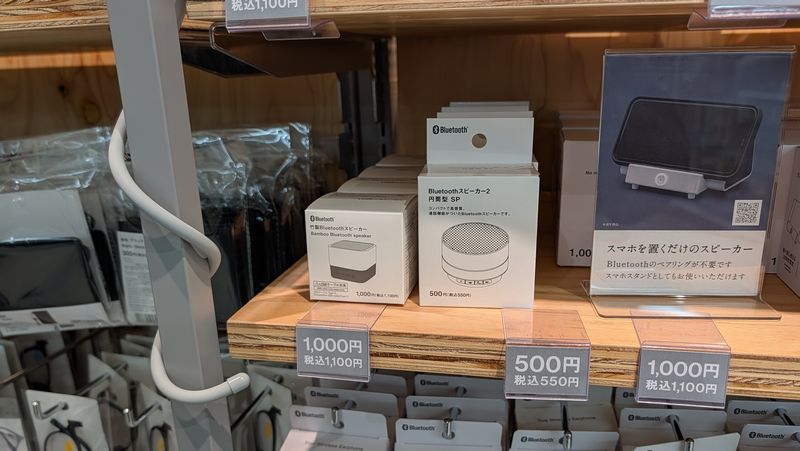 税込1,100円
Bluetooth
竹製Bluetoothスピーカー
Bamboo Bluetooth speaker
1,000円(税込1,100円)
Bluetooth
Bluetoothスピーカー2
円筒型 SP
コンパクトで高音質。
通話機能がついたBluetoothスピーカーです。
500円(税込550円)
1,00
スマホを置くだけのスピーカー
Bluetoothのペアリングが不要です
スマホスタンドとしてもお使いいただけます
1,000円
税込1,100円
500円
税込550円
1,000円
税込1,100円
Bluetooth
Bluetooth
Bluetooth
Bluetooth
Bluetooth
Bluetooth
Bluetooth
Bluetooth
Bluetooth
Bluetooth